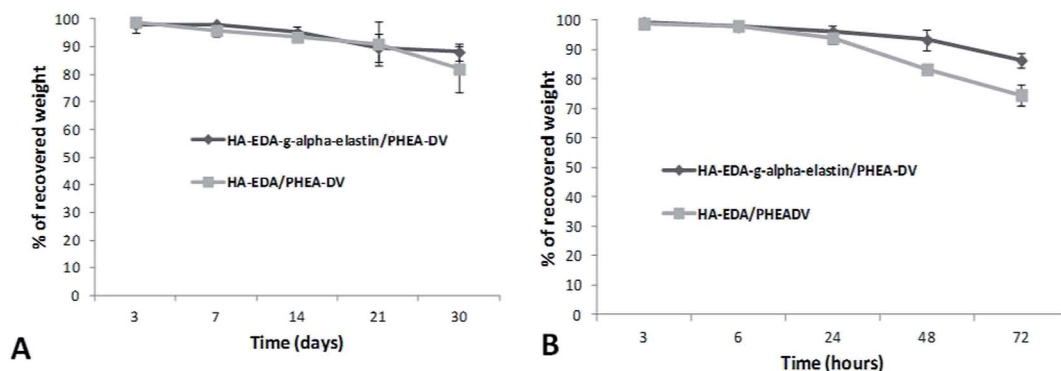 % of recovered weight
100
90
80
70
60
50
40
30
20
10
0
HA-EDA-g-alpha-elastin/PHEA-DV
HA-EDA/PHEA-DV
3 7 14 21 30
Time (days)
A
% of recovered weight
100
90
80
70
60
50
40
30
20
10
0
HA-EDA-g-alpha-elastin/PHEA-DV
HA-EDA/PHEADV
3 6 24 48 72
Time (hours)
B